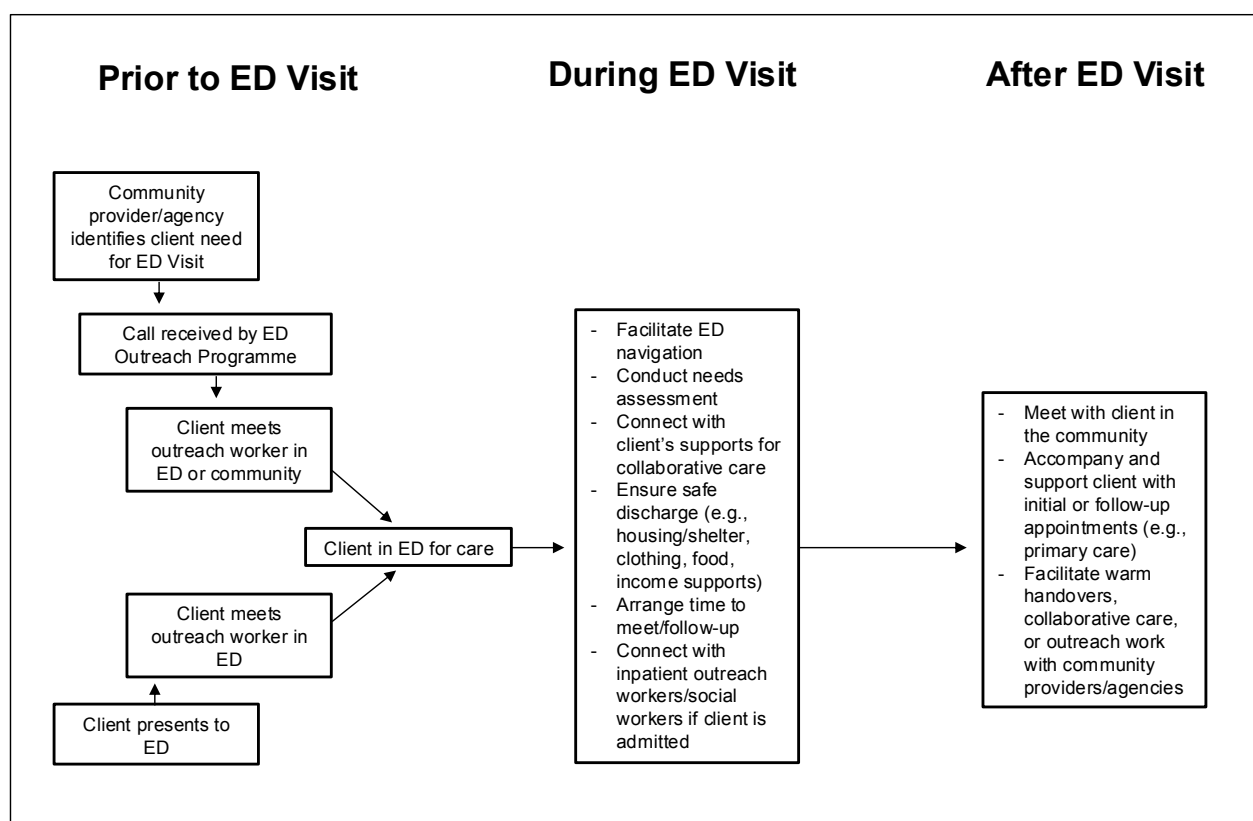 Prior to ED Visit
During ED Visit
After ED Visit
Community
provider/agency
identifies client need
for ED Visit
Call received by ED
Outreach Programme
Client meets
outreach worker in
ED or community
Client in ED for care
Client meets
outreach worker in
ED
Client presents to
ED
- Facilitate ED
navigation
- Conduct needs
assessment
- Connect with
client’s supports for
collaborative care
- Ensure safe
discharge (e.g.,
housing/shelter,
clothing, food,
income supports)
- Arrange time to
meet/follow-up
- Connect with
inpatient outreach
workers/social
workers if client is
admitted
- Meet with client in
the community
- Accompany and
support client with
initial or follow-up
appointments (e.g.,
primary care)
- Facilitate warm
handovers,
collaborative care,
or outreach work
with community
providers/agencies